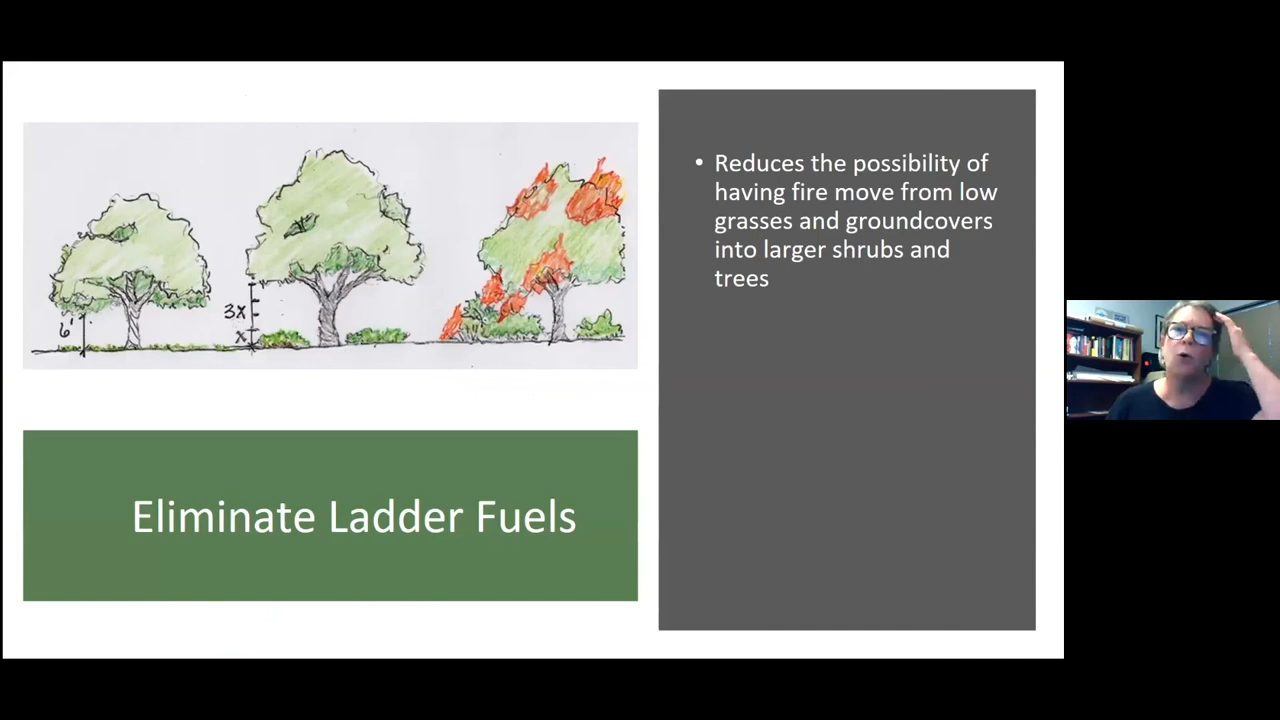 6'
3x
x
Eliminate Ladder Fuels
• Reduces the possibility of
having fire move from low
grasses and groundcovers
into larger shrubs and
trees